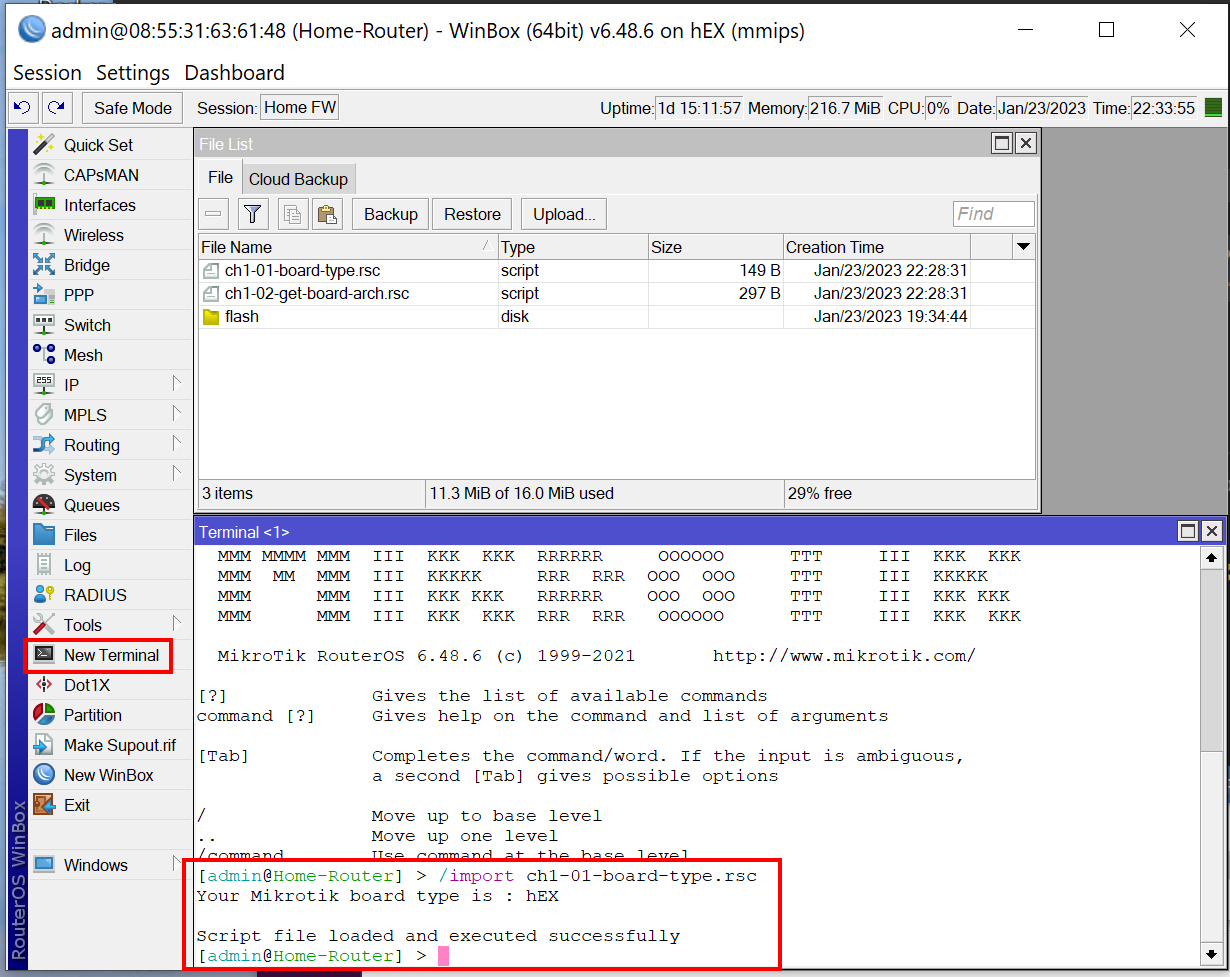 admin@08:55:31:63:61:48 (Home-Router) - WinBox (64bit) v6.48.6 on hEX (mmips)
Session Settings Dashboard
Safe Mode Session: Home FW Uptime: 1d 15:11:57 Memory: 216.7 MiB CPU: 0% Date: Jan/23/2023 Time: 22:33:55
Quick Set
CAPsMAN
Interfaces
Wireless
Bridge
PPP
Switch
Mesh
255 IP
MPLS
Routing
System
Queues
Files
Log
RADIUS
Tools
New Terminal
Dot1X
Partition
Make Supout.rif
New WinBox
Exit
Windows
RouterOS WinBox
File List
File Cloud Backup
Backup Restore Upload... Find
File Name Type Size Creation Time
ch1-01-board-type.rsc script 149 B Jan/23/2023 22:28:31
ch1-02-get-board-arch.rsc script 297 B Jan/23/2023 22:28:31
flash disk Jan/23/2023 19:34:44
3 items 11.3 MiB of 16.0 MiB used 29% free
Terminal <1>
MMM MMMM MMM III KKK KKK RRRRRR OOOOOO TTT III KKK KKK
MMM MM MMM III KKKKK RRR RRR OOO OOO TTT III KKKKK
MMM MMM III KKK KKK RRRRRR OOO OOO TTT III KKK KKK
MMM MMM III KKK KKK RRR RRR OOOOOO TTT III KKK KKK
MikroTik RouterOS 6.48.6 (c) 1999-2021 http://www.mikrotik.com/
[?] Gives the list of available commands
command [?] Gives help on the command and list of arguments
[Tab] Completes the command/word. If the input is ambiguous,
a second [Tab] gives possible options
/ Move up to base level
.. Move up one level
/command Use command at the base level
[admin@Home-Router] > /import ch1-01-board-type.rsc
Your Mikrotik board type is : hEX
Script file loaded and executed successfully
[admin@Home-Router] >